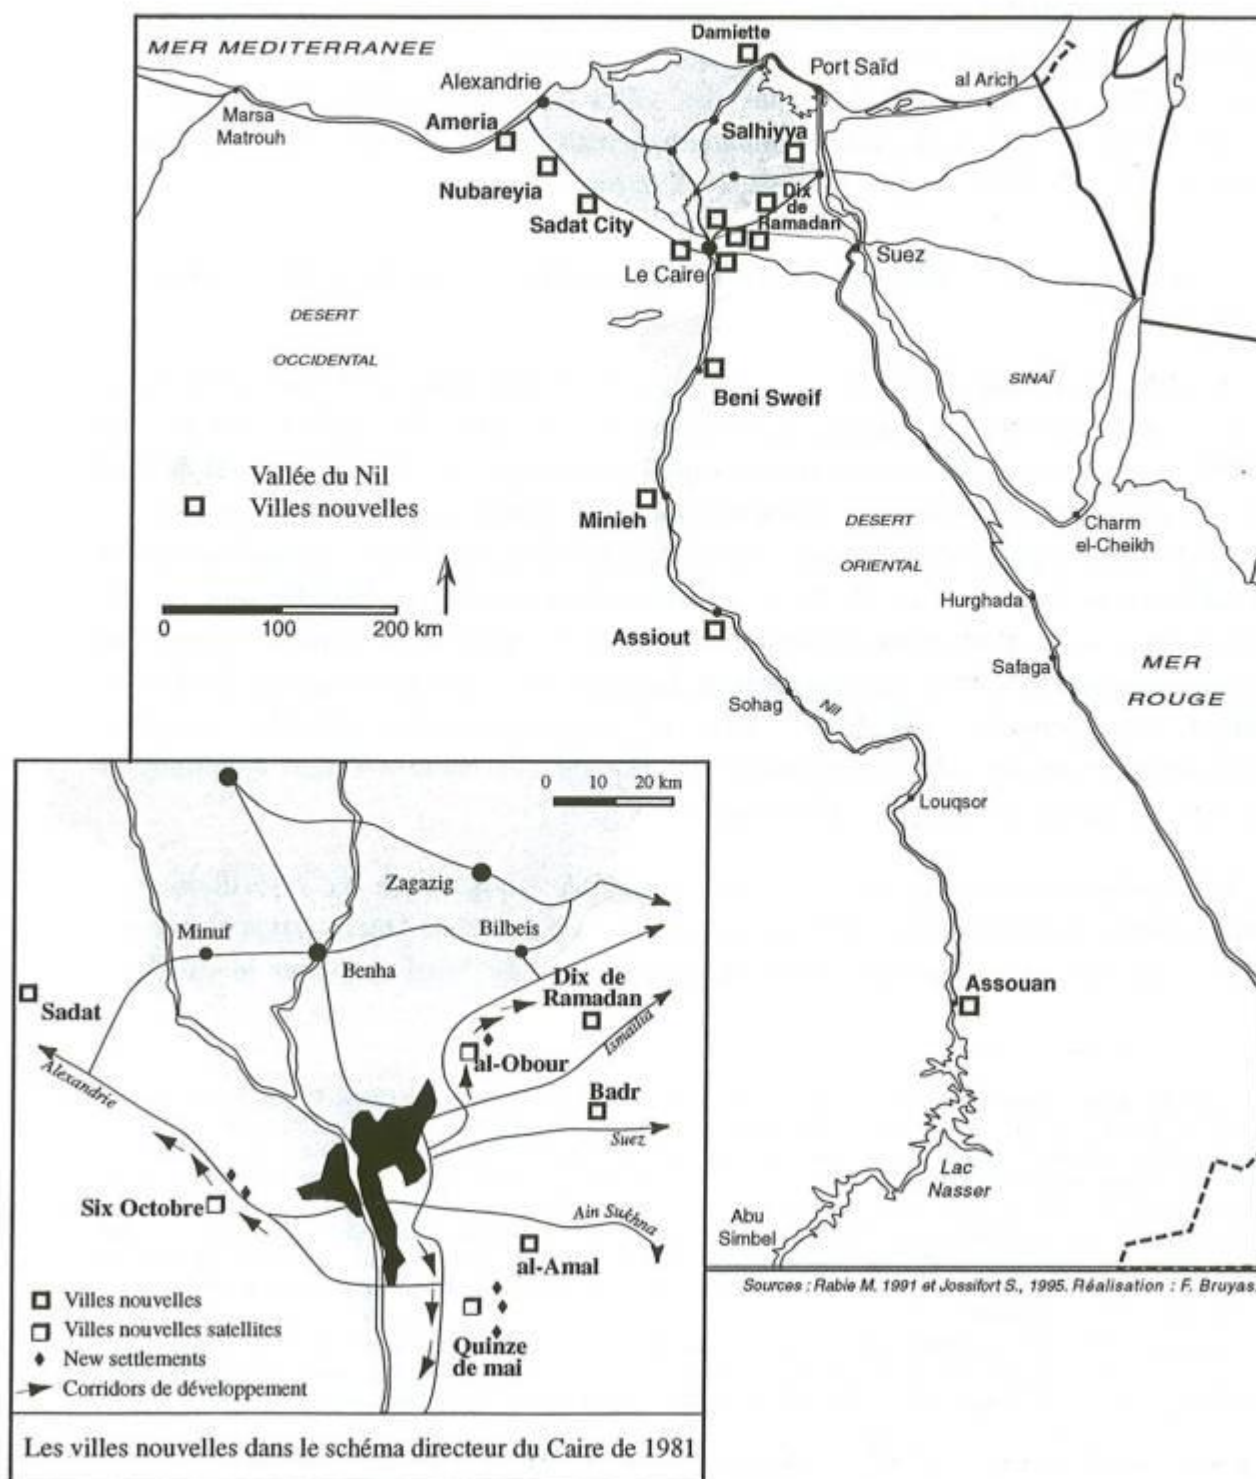 MER MEDITERRANEE
Damiette
Port Saïd
al Arich
Alexandrie
Marsa
Matrouh
Ameria
Salhiyya
Nubareyia
Dix
de
Ramadan
Sadat City
Le Caire
Suez
DESERT
OCCIDENTAL
SINAÏ
Beni Sweif
Vallée du Nil
Villes nouvelles
Minieh
DESERT
ORIENTAL
Charm
el-Cheikh
0 100 200 km
Hurghada
Assiout
Safaga
MER
ROUGE
Sohag
Nil
Louqsor
Assouan
Lac
Nasser
Abu
Simbel
Sources : Rabie M. 1991 et Jossifort S., 1995. Réalisation : F. Bruyas.
0 10 20 km
Zagazig
Minuf
Bilbeis
Benha
Dix de
Ramadan
Sadat
Ismaïlia
al-Obour
Alexandrie
Badr
Suez
Six Octobre
Ain Sukhna
al-Amal
Villes nouvelles
Villes nouvelles satellites
New settlements
Corridors de développement
Quinze
de mai
Les villes nouvelles dans le schéma directeur du Caire de 1981